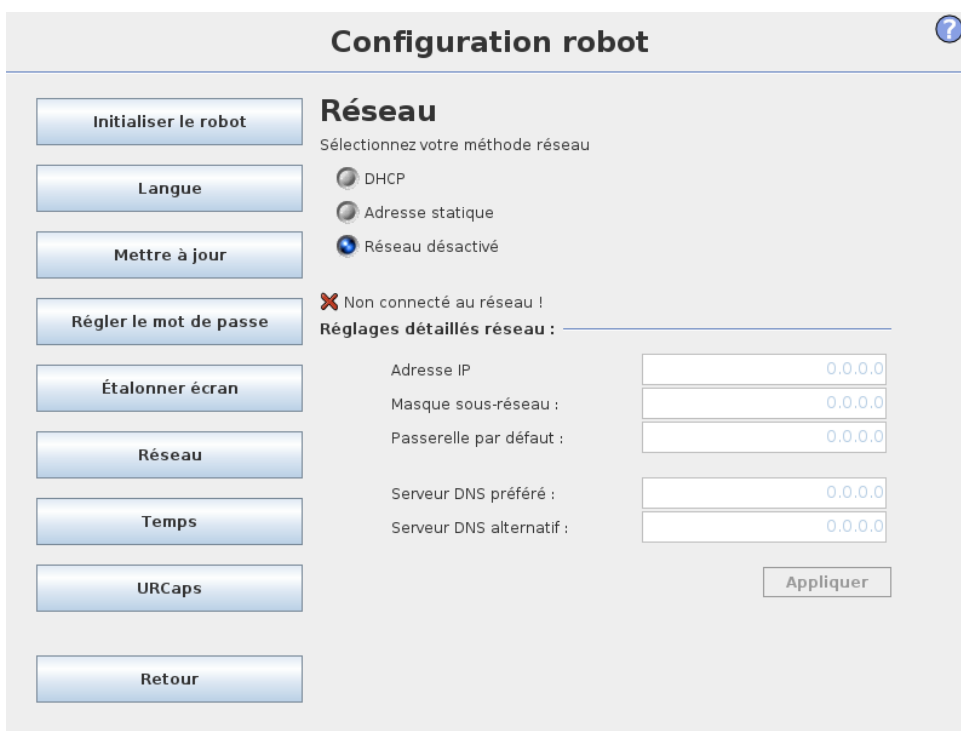 Configuration robot
?
Initialiser le robot
Langue
Mettre à jour
Régler le mot de passe
Étalonner écran
Réseau
Temps
URCaps
Retour
Réseau
Sélectionnez votre méthode réseau
DHCP
Adresse statique
Réseau désactivé
Non connecté au réseau !
Réglages détaillés réseau :
Adresse IP 0.0.0.0
Masque sous-réseau : 0.0.0.0
Passerelle par défaut : 0.0.0.0
Serveur DNS préféré : 0.0.0.0
Serveur DNS alternatif : 0.0.0.0
Appliquer